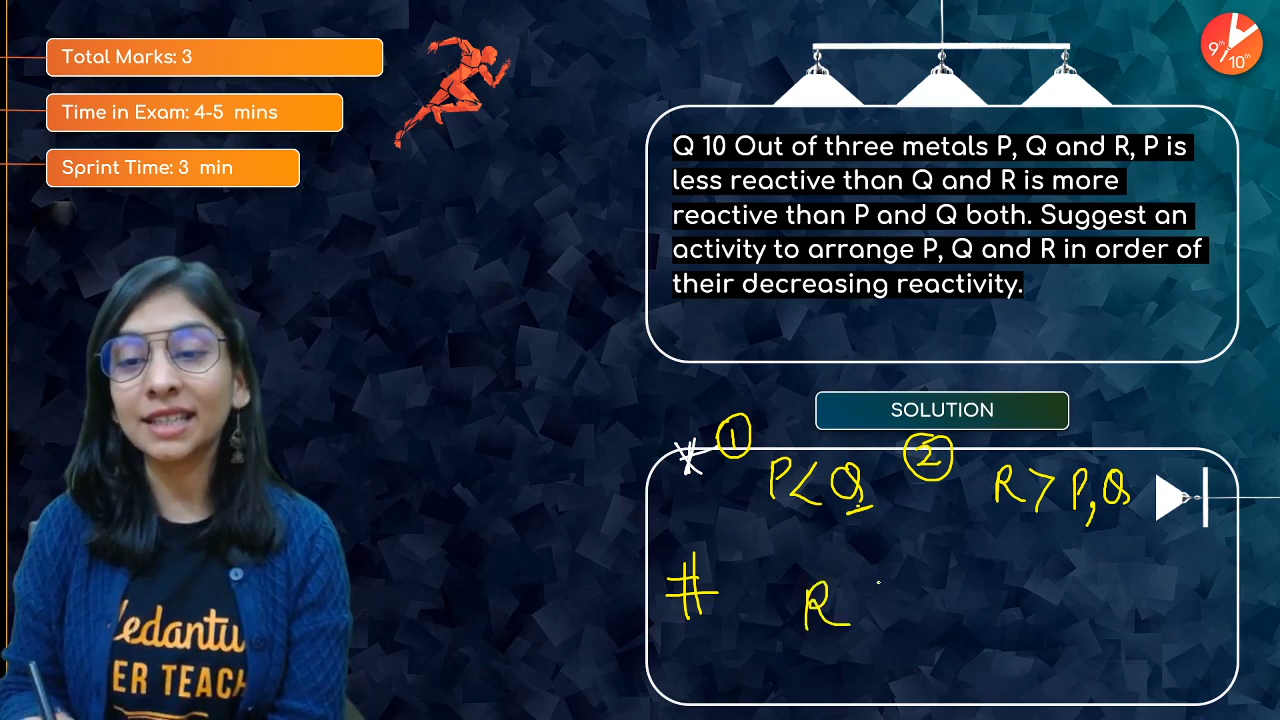 Total Marks: 3
Time in Exam: 4-5 mins
Sprint Time: 3 min
9th
10th
Q 10 Out of three metals P, Q and R, P is
less reactive than Q and R is more
reactive than P and Q both. Suggest an
activity to arrange P, Q and R in order of
their decreasing reactivity.
SOLUTION
* ① P < Q ② R > P, Q
# R
Vedantu
ER TEACH